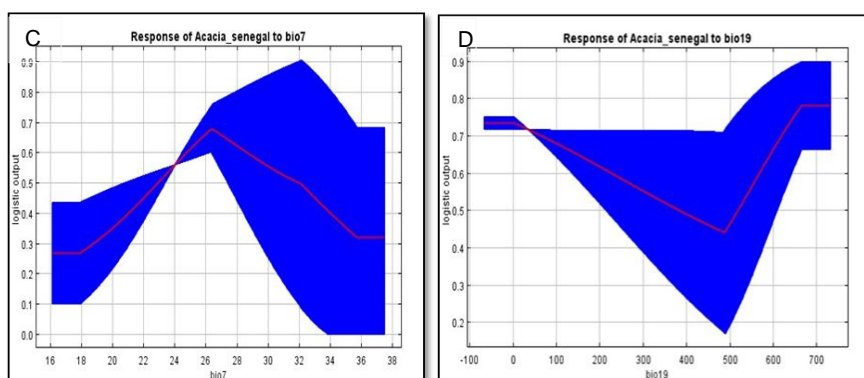 C
Response of Acacia_senegal to bio7
0.9
0.8
0.7
0.6
0.5
0.4
0.3
0.2
0.1
0.0
logistic output
16 18 20 22 24 26 28 30 32 34 36 38
bio7
D
Response of Acacia_senegal to bio19
0.9
0.8
0.7
0.6
0.5
0.4
0.3
0.2
logistic output
-100 0 100 200 300 400 500 600 700
bio19